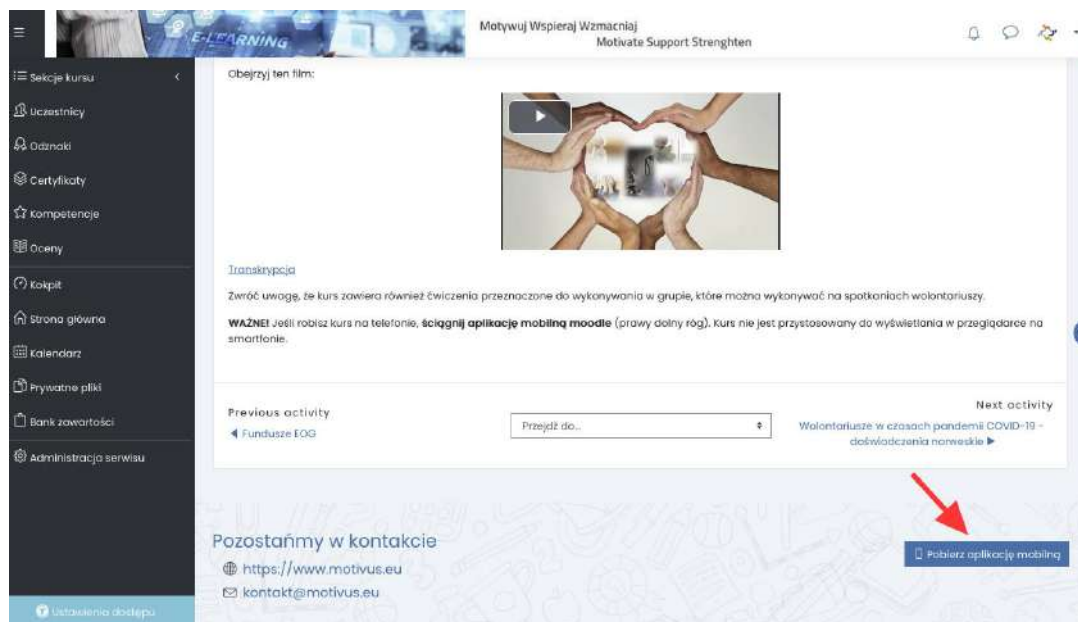 E-LEARNING
Motywuj Wspieraj Wzmacniaj
Motivate Support Strenghten
Sekcje kursu
Uczestnicy
Odznaki
Certyfikaty
Kompetencje
Oceny
Kokpit
Strona główna
Kalendarz
Prywatne pliki
Bank zawartości
Administracja serwisu
Ustawienia dostępu
Obejrzyj ten film:
Transkrypcja
Zwróć uwagę, że kurs zawiera również ćwiczenia przeznaczone do wykonywania w grupie, które można wykonywać na spotkaniach wolontariuszy.
WAŻNE! Jeśli robisz kurs na telefonie, ściągnij aplikację mobilną moodle (prawy dolny róg). Kurs nie jest przystosowany do wyświetlania w przeglądarce na
smartfonie.
Previous activity
◀ Fundusze EOG
Przejdź do...
Next activity
Wolontariusze w czasach pandemii COVID-19 -
doświadczenia norweskie ▶
Pozostańmy w kontakcie
https://www.motivus.eu
kontakt@motivus.eu
Pobierz aplikację mobilną